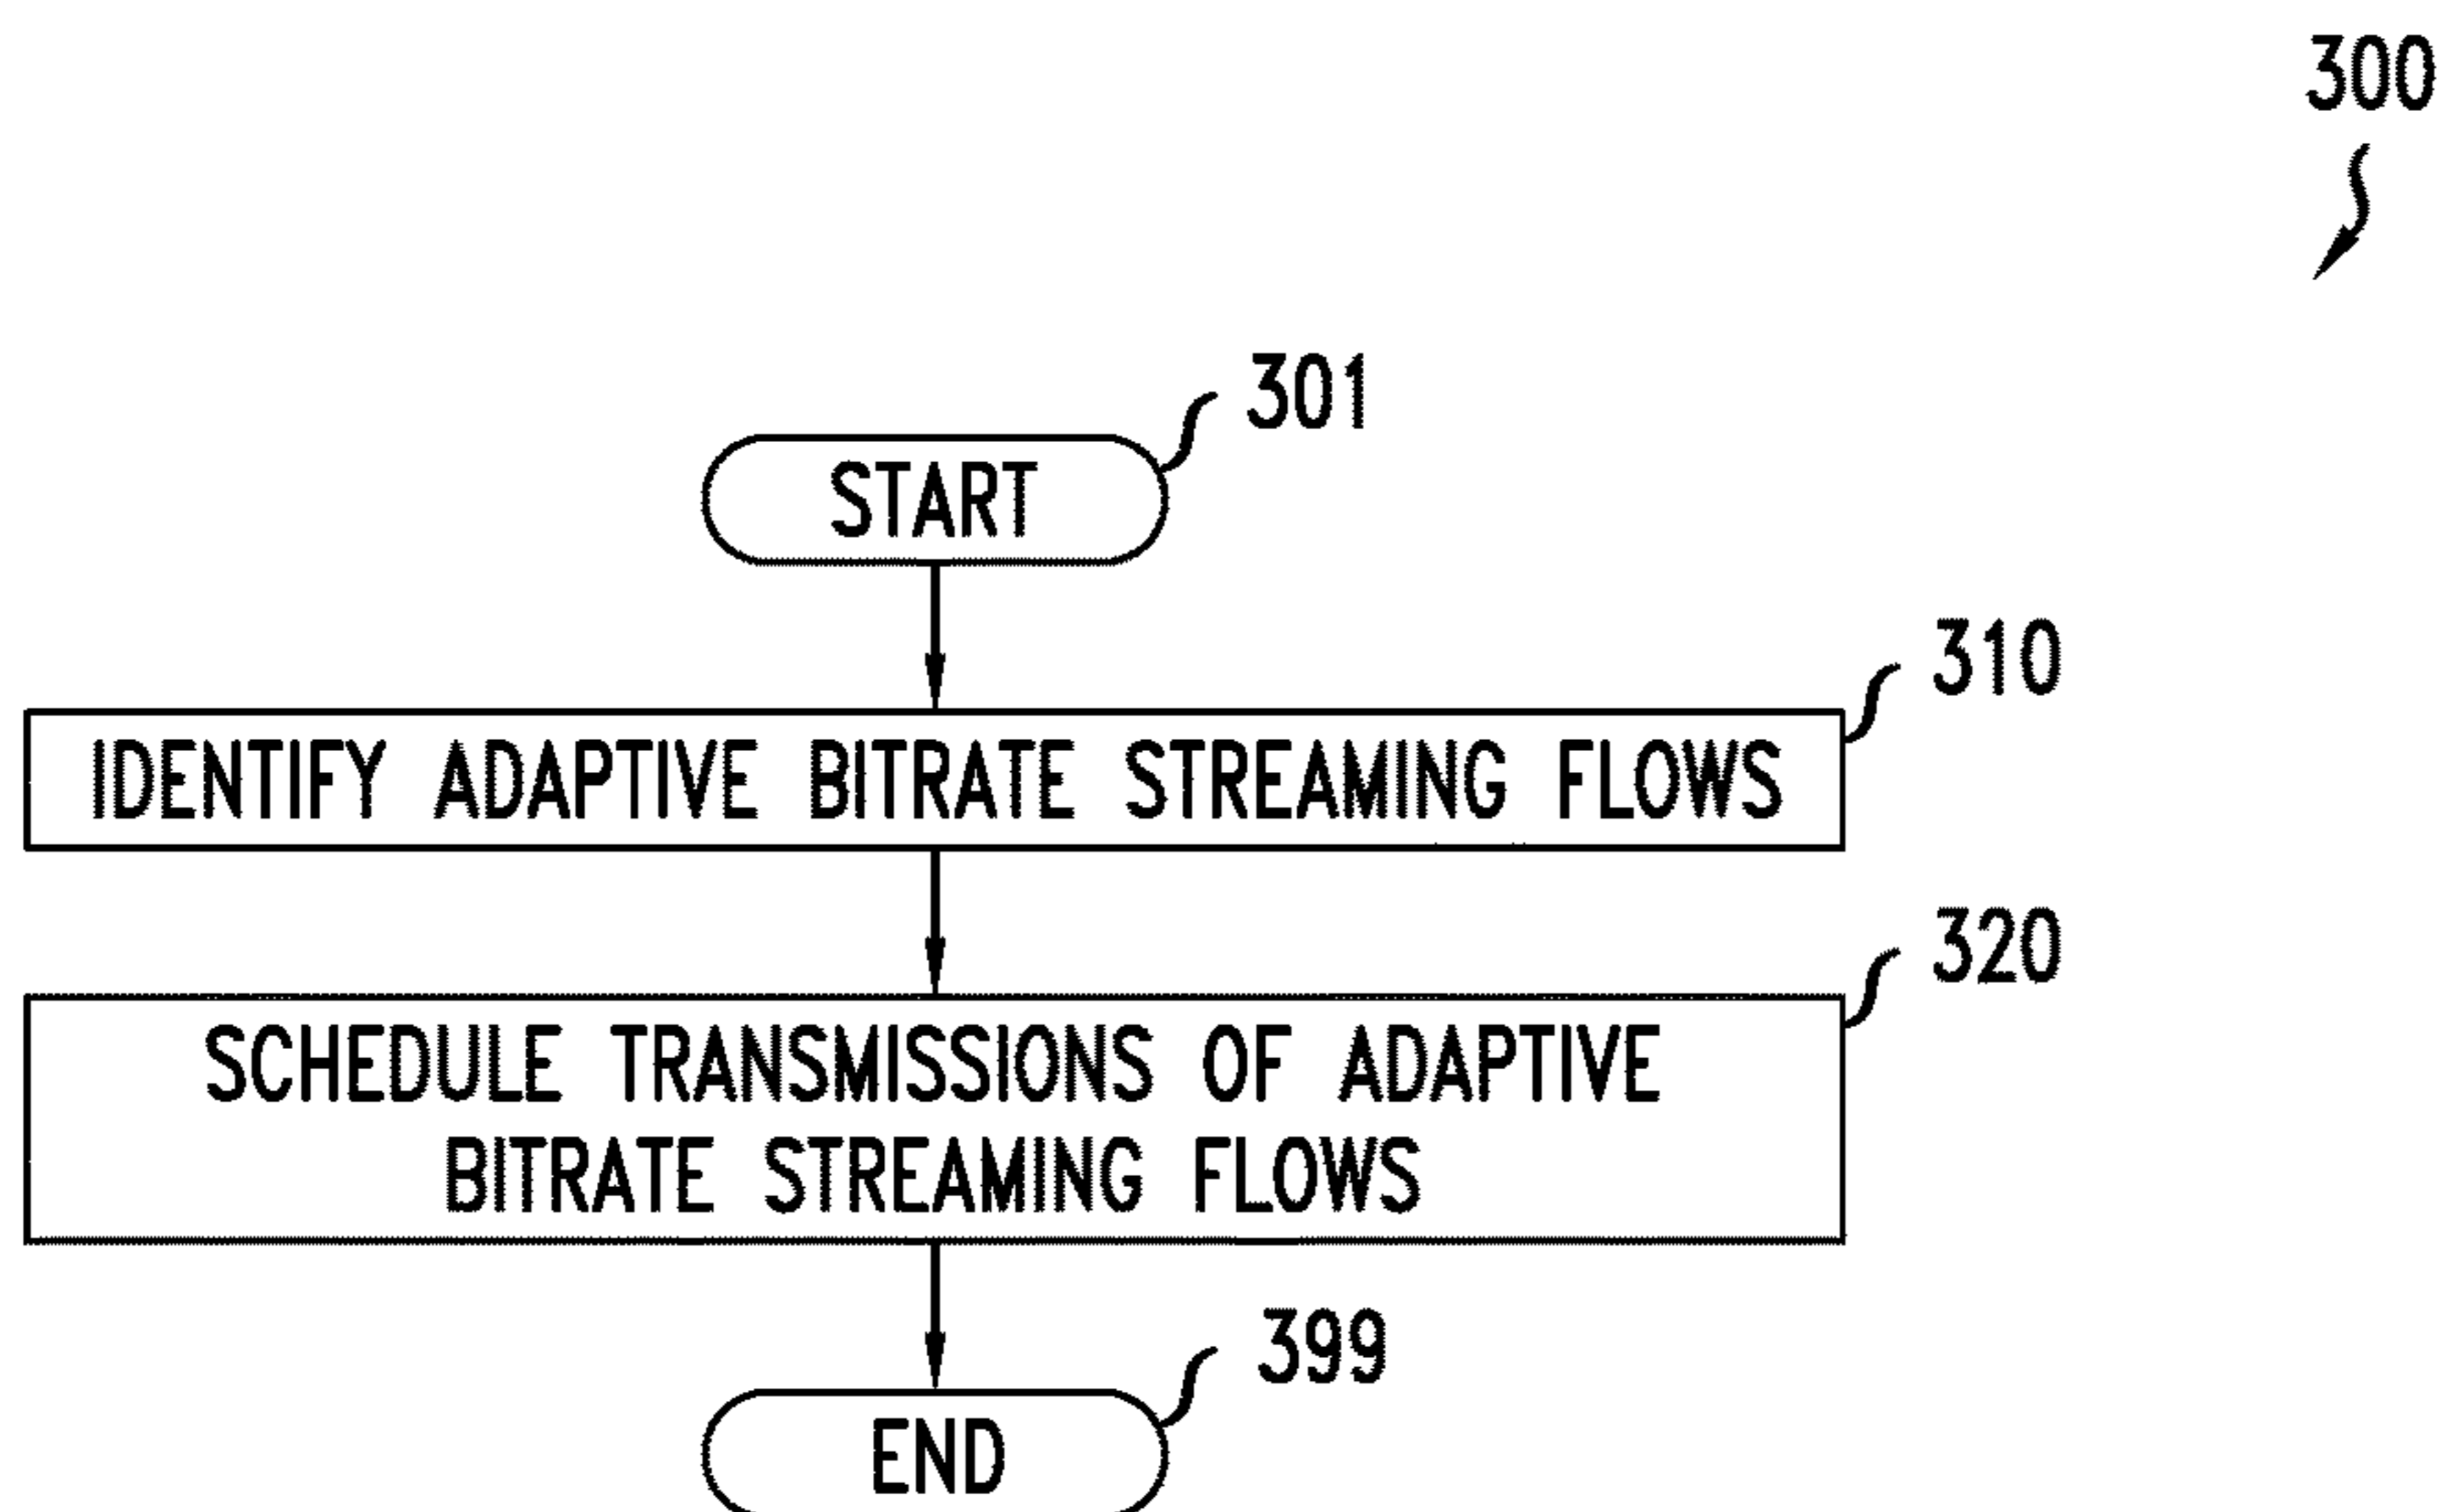 300
301
START
310
IDENTIFY ADAPTIVE BITRATE STREAMING FLOWS
320
SCHEDULE TRANSMISSIONS OF ADAPTIVE
BITRATE STREAMING FLOWS
399
END